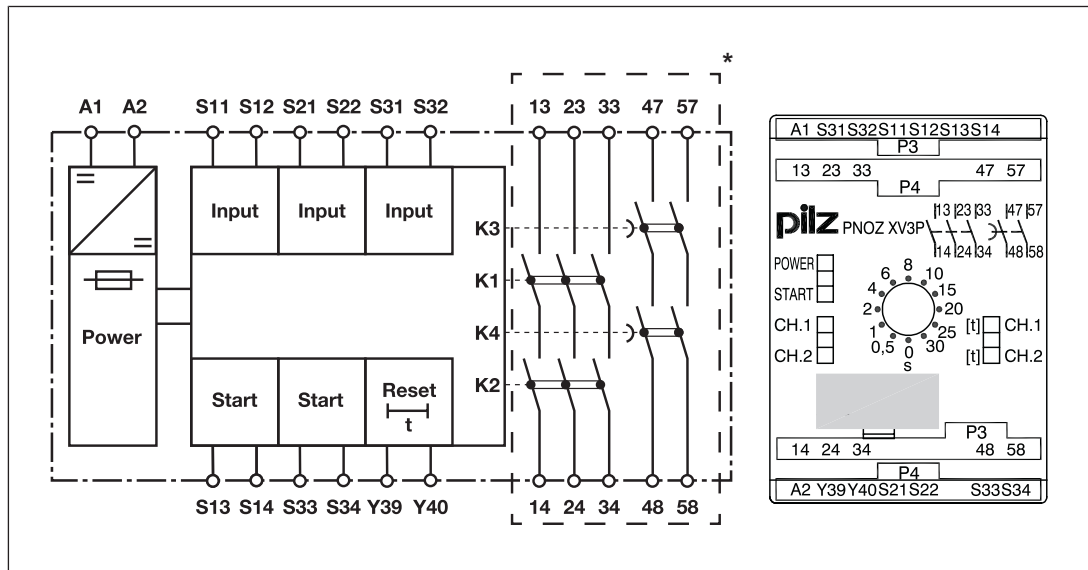 *
A1 A2 S11 S12 S21 S22 S31 S32 13 23 33 47 57
Input Input Input
K3
K1
Power
K4
K2
Start Start Reset
t
S13 S14 S33 S34 Y39 Y40 14 24 34 48 58
A1 S31 S32 S11 S12 S13 S14
P3
13 23 33 47 57
P4
pilz PNOZ XV3P
13 23 33 47 57
14 24 34 48 58
POWER
START
CH.1
CH.2
0 0,5 1 2 4 6 8 10 15 20 25 30
s
[t] CH.1
[t] CH.2
P3
14 24 34 48 58
P4
A2 Y39 Y40 S21 S22 S33 S34